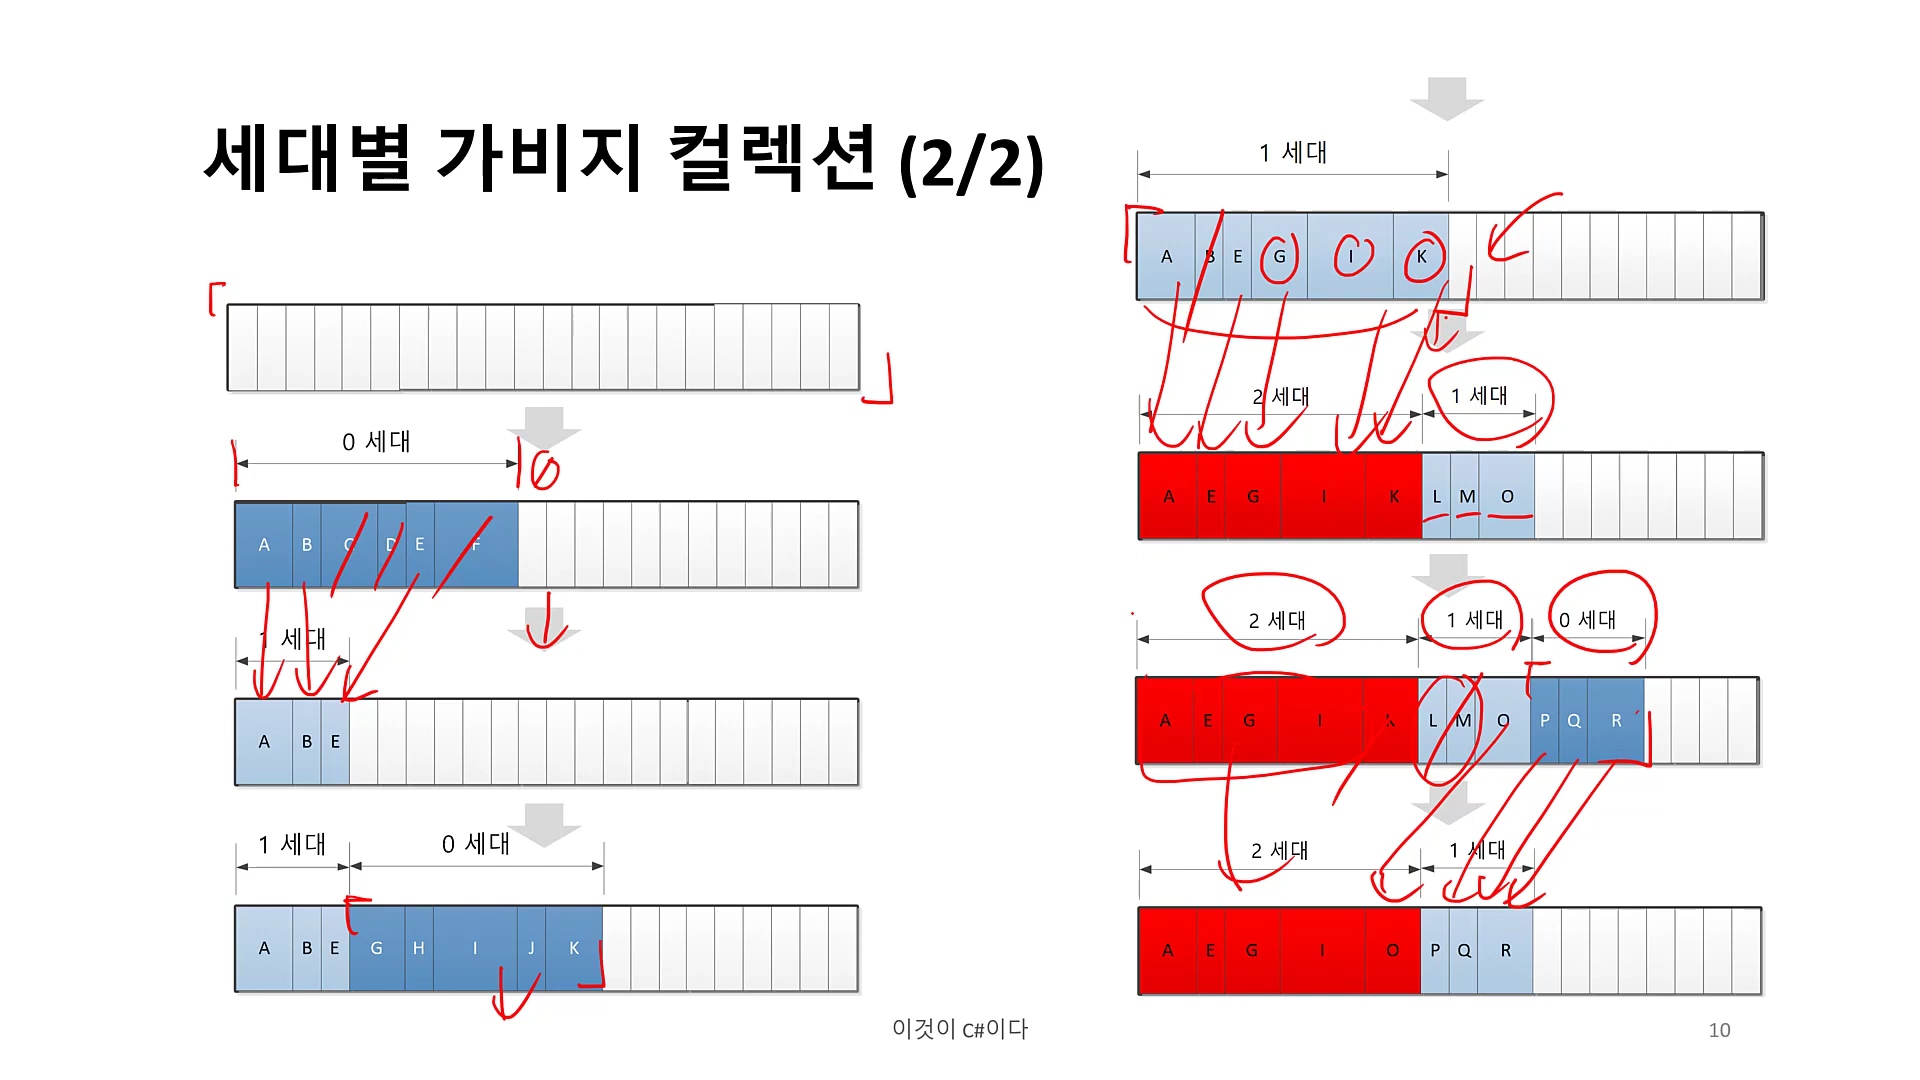 세대별 가비지 컬렉션 (2/2)
0 세대
A B C D E F
1 세대
A B E
1 세대 0 세대
A B E G H I J K
1 세대
A B E G I K
2 세대 1 세대
A E G I K L M O
2 세대 1 세대 0 세대
A E G I K L M O P Q R
2 세대 1 세대
A E G I O P Q R
이것이 C#이다
10